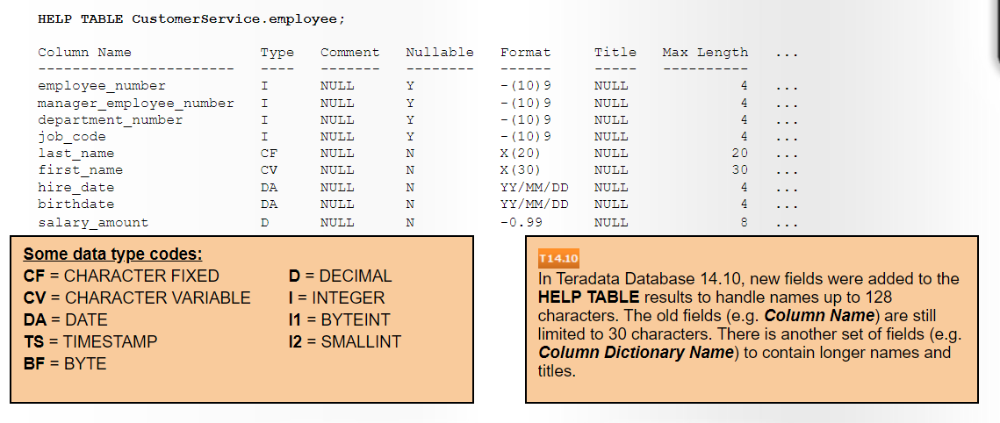 HELP TABLE CustomerService.employee;
Column Name Type Comment Nullable Format Title Max Length ...
----------------------- ---- ------- -------- ------ ----- ----------
employee_number I NULL Y -(10)9 NULL 4 ...
manager_employee_number I NULL Y -(10)9 NULL 4 ...
department_number I NULL Y -(10)9 NULL 4 ...
job_code I NULL Y -(10)9 NULL 4 ...
last_name CF NULL N X(20) NULL 20 ...
first_name CV NULL N X(30) NULL 30 ...
hire_date DA NULL N YY/MM/DD NULL 4 ...
birthdate DA NULL N YY/MM/DD NULL 4 ...
salary_amount D NULL N -0.99 NULL 8 ...
Some data type codes:
CF = CHARACTER FIXED
CV = CHARACTER VARIABLE
DA = DATE
TS = TIMESTAMP
BF = BYTE
D = DECIMAL
I = INTEGER
I1 = BYTEINT
I2 = SMALLINT
T14.10
In Teradata Database 14.10, new fields were added to the
HELP TABLE results to handle names up to 128
characters. The old fields (e.g. Column Name) are still
limited to 30 characters. There is another set of fields (e.g.
Column Dictionary Name) to contain longer names and
titles.